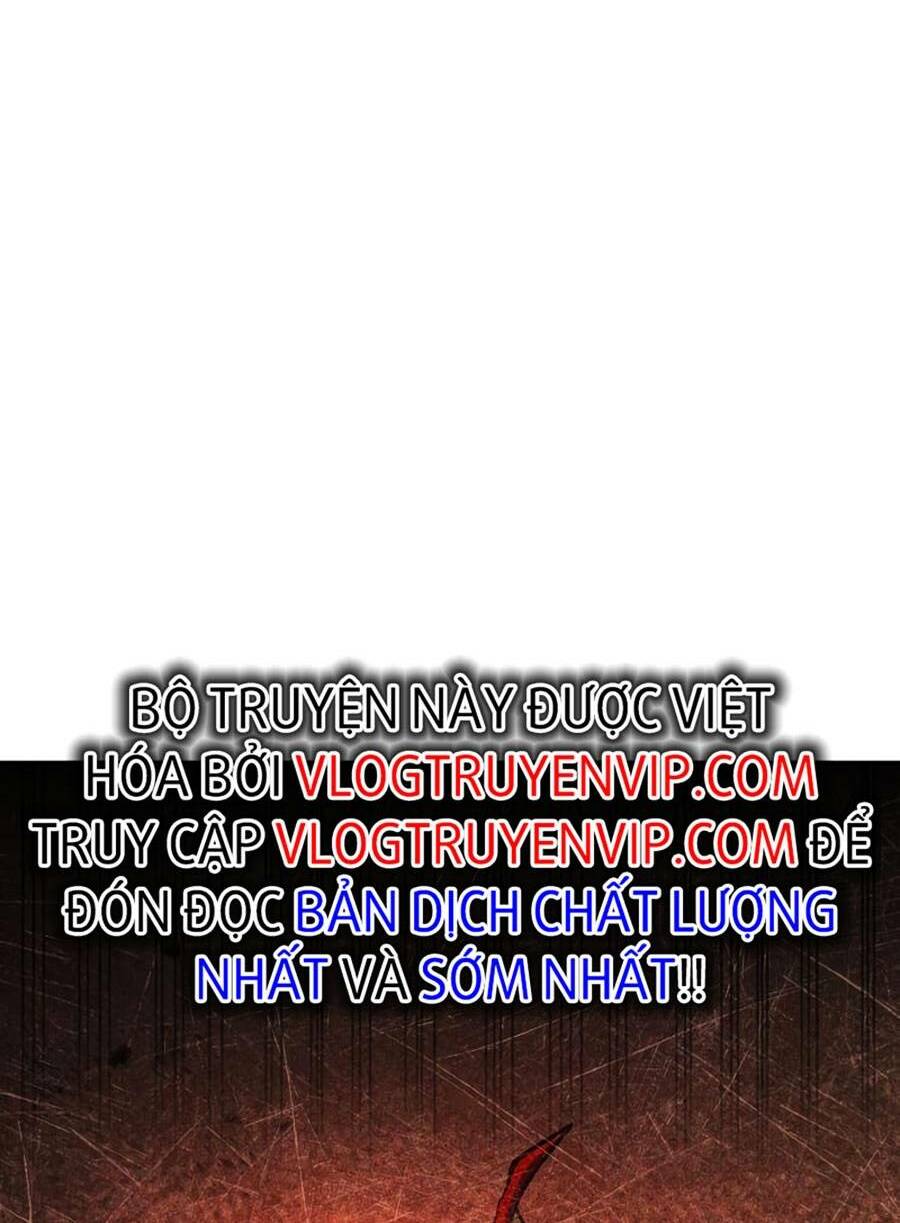 BỘ TRUYỆN NÀY ĐƯỢC VIỆT
HÓA BỞI VLOGTRUYENVIP.COM
TRUY CẬP VLOGTRUYENVIP.COM ĐỂ
ĐÓN ĐỌC BẢN DỊCH CHẤT LƯỢNG
NHẤT VÀ SỚM NHẤT!!